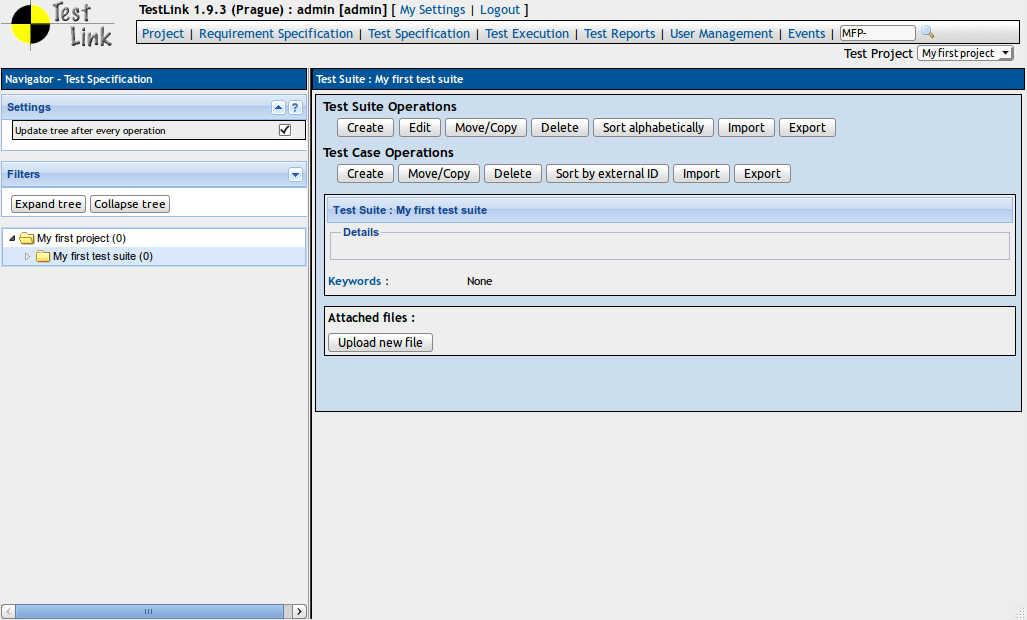 Test
Link
TestLink 1.9.3 (Prague) : admin [admin] [ My Settings | Logout ]
Project | Requirement Specification | Test Specification | Test Execution | Test Reports | User Management | Events | MFP-
Test Project My first project
Navigator - Test Specification
Settings ?
Update tree after every operation
Filters
Expand tree Collapse tree
My first project (0)
My first test suite (0)
Test Suite : My first test suite
Test Suite Operations
Create Edit Move/Copy Delete Sort alphabetically Import Export
Test Case Operations
Create Move/Copy Delete Sort by external ID Import Export
Test Suite : My first test suite
Details
Keywords : None
Attached files :
Upload new file